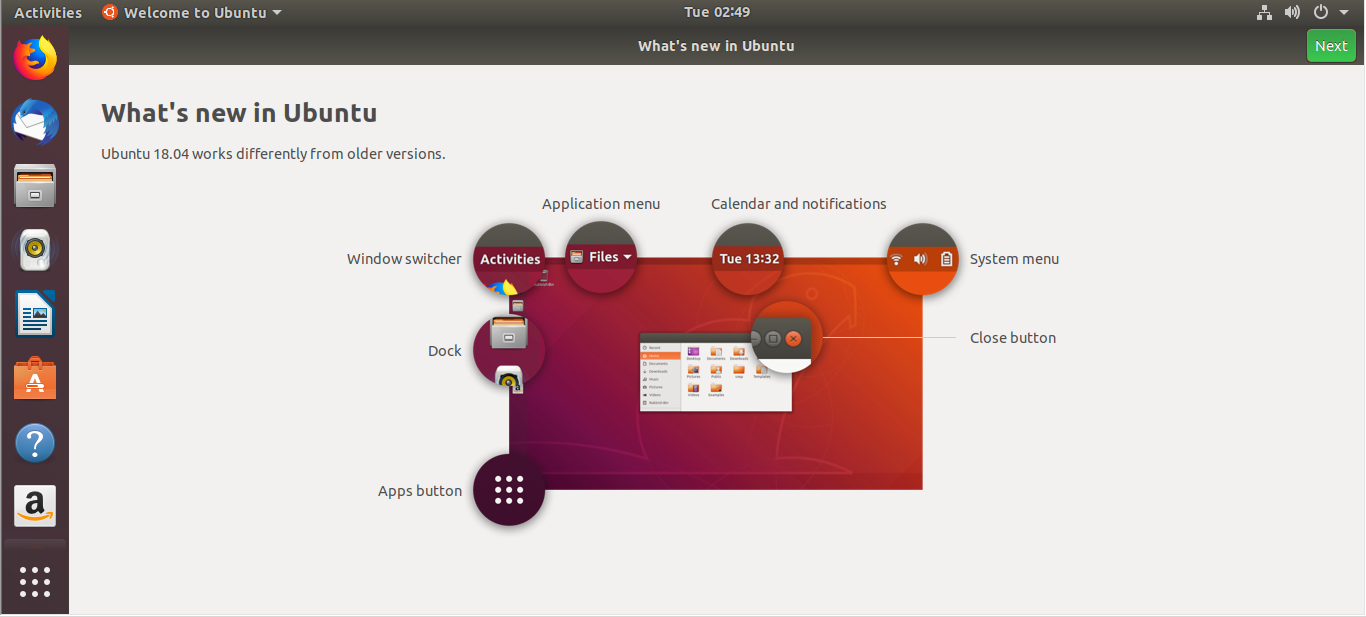 Activities Welcome to Ubuntu Tue 02:49
What's new in Ubuntu Next
What's new in Ubuntu
Ubuntu 18.04 works differently from older versions.
Application menu Calendar and notifications
Window switcher Activities Files Tue 13:32 System menu
Close button
Dock
Apps button